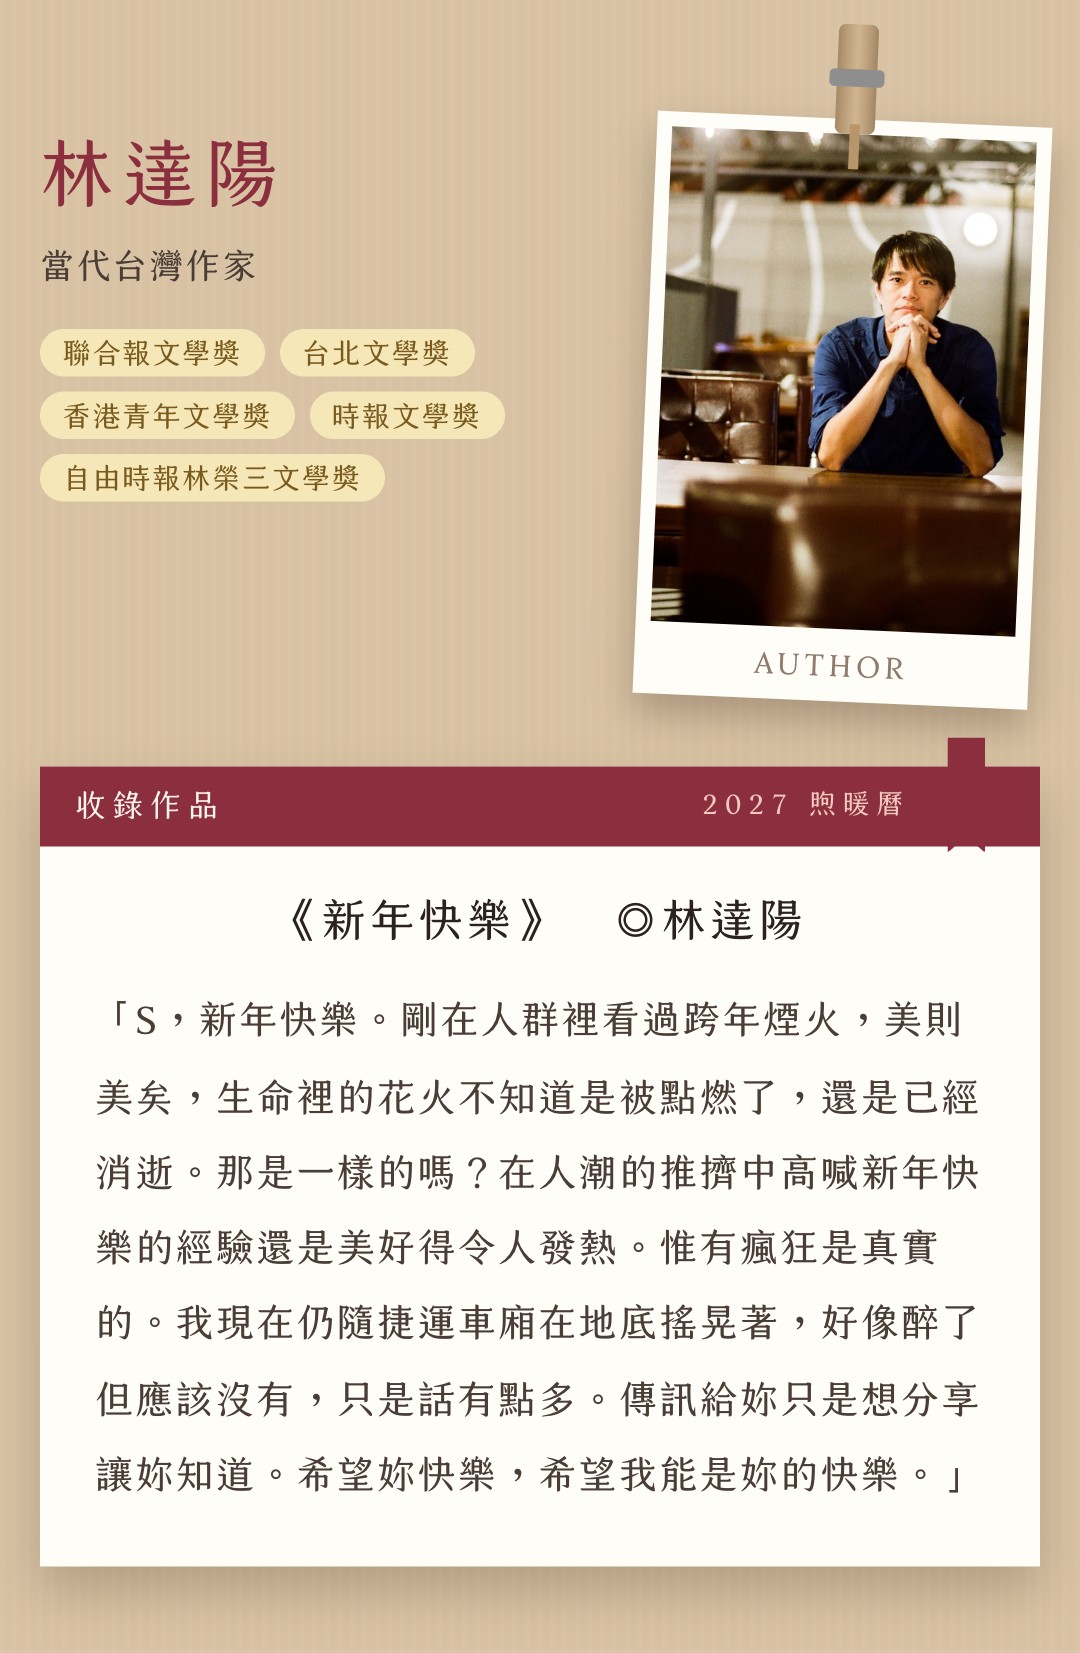 林達陽
當代台灣作家
聯合報文學獎
台北文學獎
香港青年文學獎
時報文學獎
自由時報林榮三文學獎
AUTHOR
收錄作品
2027 煦暖曆
《新年快樂》 ◎林達陽
「S，新年快樂。剛在人群裡看過跨年煙火，美則
美矣，生命裡的花火不知道是被點燃了，還是已經
消逝。那是一樣的嗎？在人潮的推擠中高喊新年快
樂的經驗還是美好得令人發熱。惟有瘋狂是真實
的。我現在仍隨捷運車廂在地底搖晃著，好像醉了
但應該沒有，只是話有點多。傳訊給妳只是想分享
讓妳知道。希望妳快樂，希望我能是妳的快樂。」